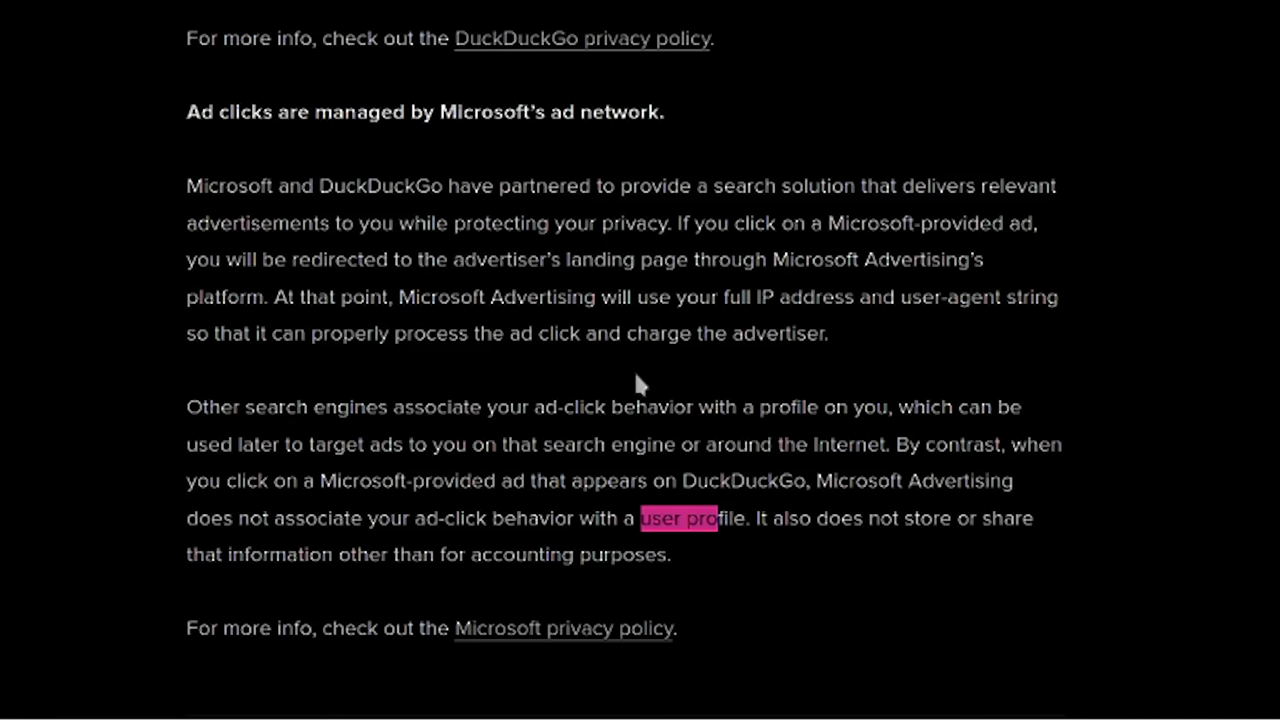 For more info, check out the DuckDuckGo privacy policy.
Ad clicks are managed by Microsoft's ad network.
Microsoft and DuckDuckGo have partnered to provide a search solution that delivers relevant
advertisements to you while protecting your privacy. If you click on a Microsoft-provided ad,
you will be redirected to the advertiser's landing page through Microsoft Advertising's
platform. At that point, Microsoft Advertising will use your full IP address and user-agent string
so that it can properly process the ad click and charge the advertiser.
Other search engines associate your ad-click behavior with a profile on you, which can be
used later to target ads to you on that search engine or around the Internet. By contrast, when
you click on a Microsoft-provided ad that appears on DuckDuckGo, Microsoft Advertising
does not associate your ad-click behavior with a user profile. It also does not store or share
that information other than for accounting purposes.
For more info, check out the Microsoft privacy policy.